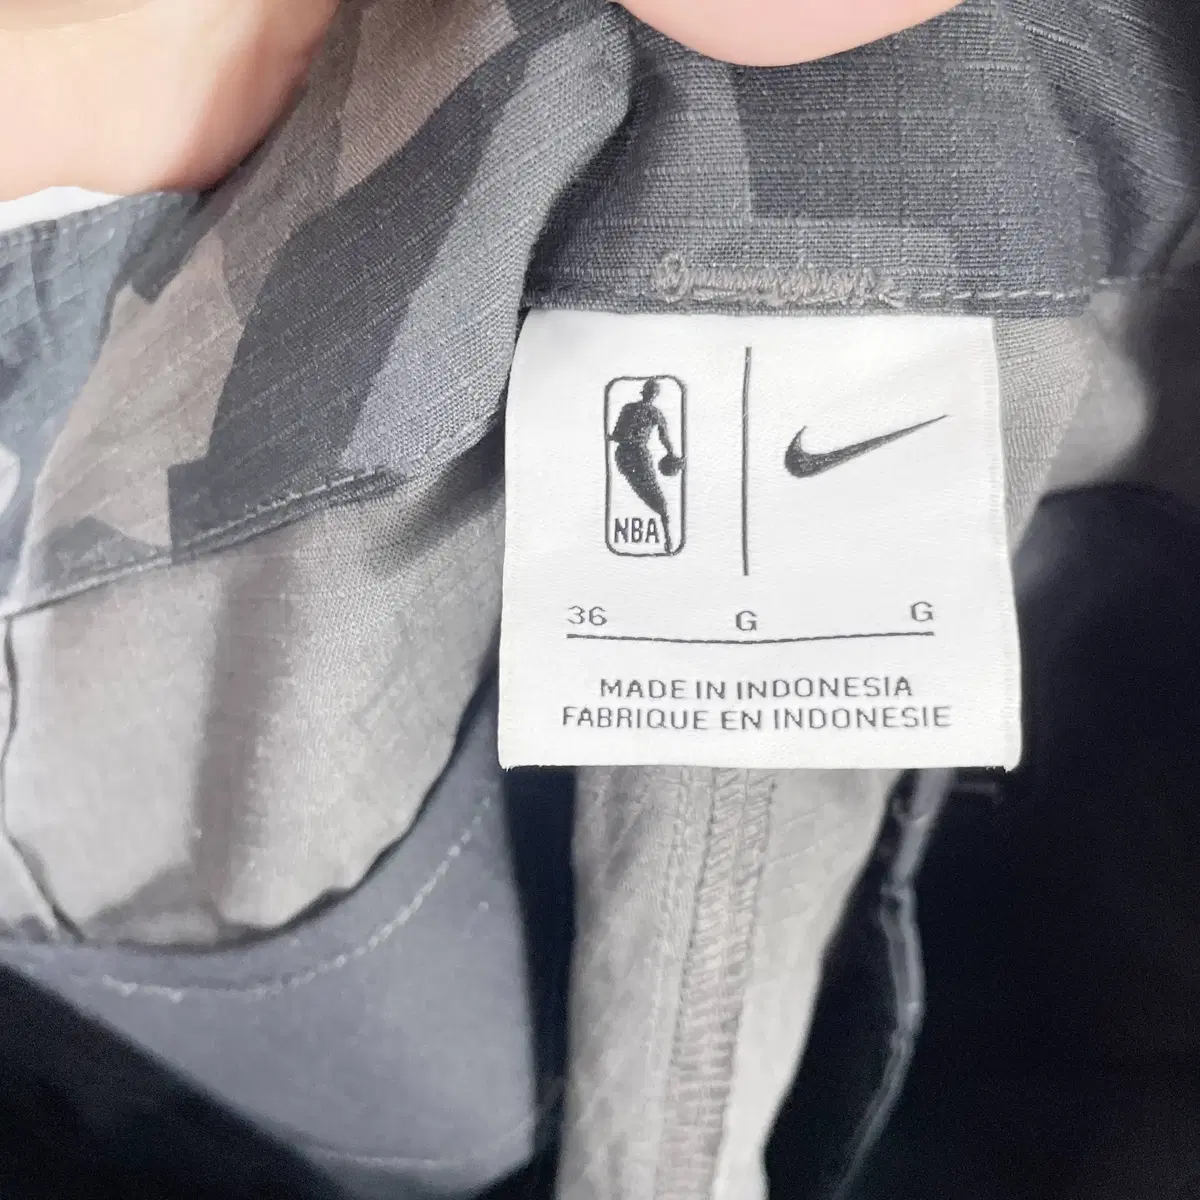 NBA
36 G G
MADE IN INDONESIA
FABRIQUE EN INDONESIE